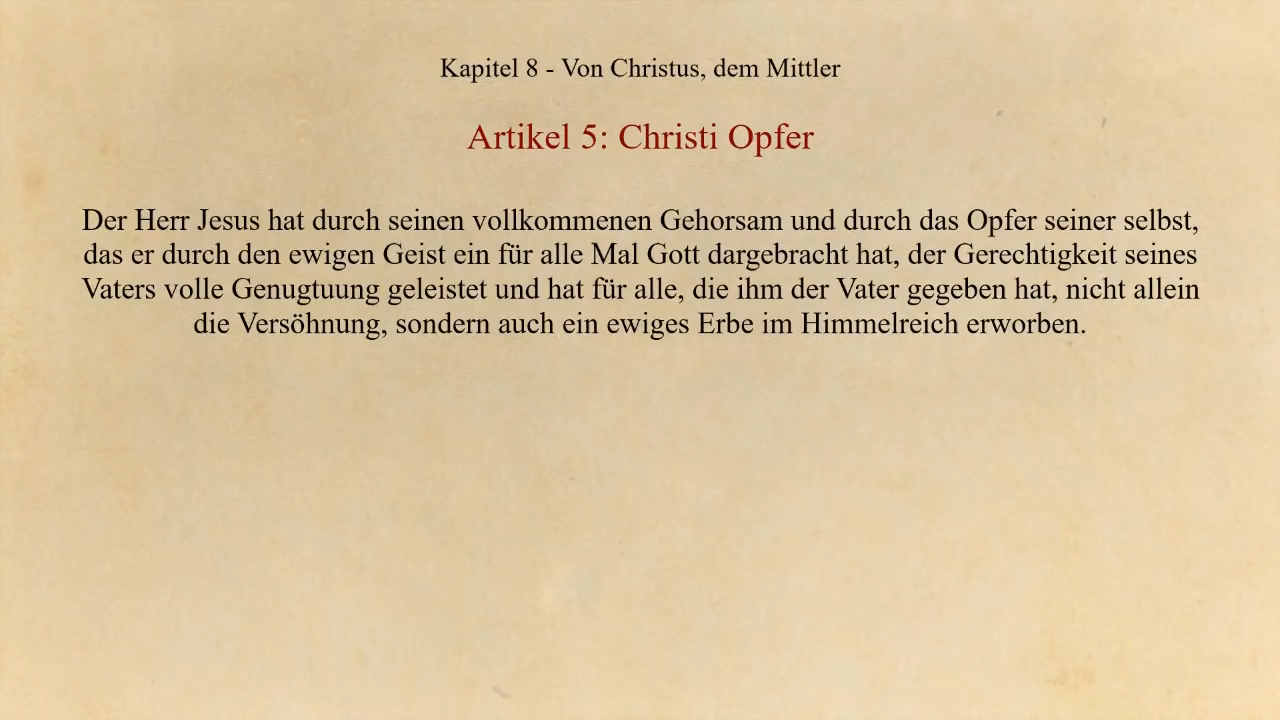 Kapitel 8 - Von Christus, dem Mittler
Artikel 5: Christi Opfer
Der Herr Jesus hat durch seinen vollkommenen Gehorsam und durch das Opfer seiner selbst,
das er durch den ewigen Geist ein für alle Mal Gott dargebracht hat, der Gerechtigkeit seines
Vaters volle Genugtuung geleistet und hat für alle, die ihm der Vater gegeben hat, nicht allein
die Versöhnung, sondern auch ein ewiges Erbe im Himmelreich erworben.